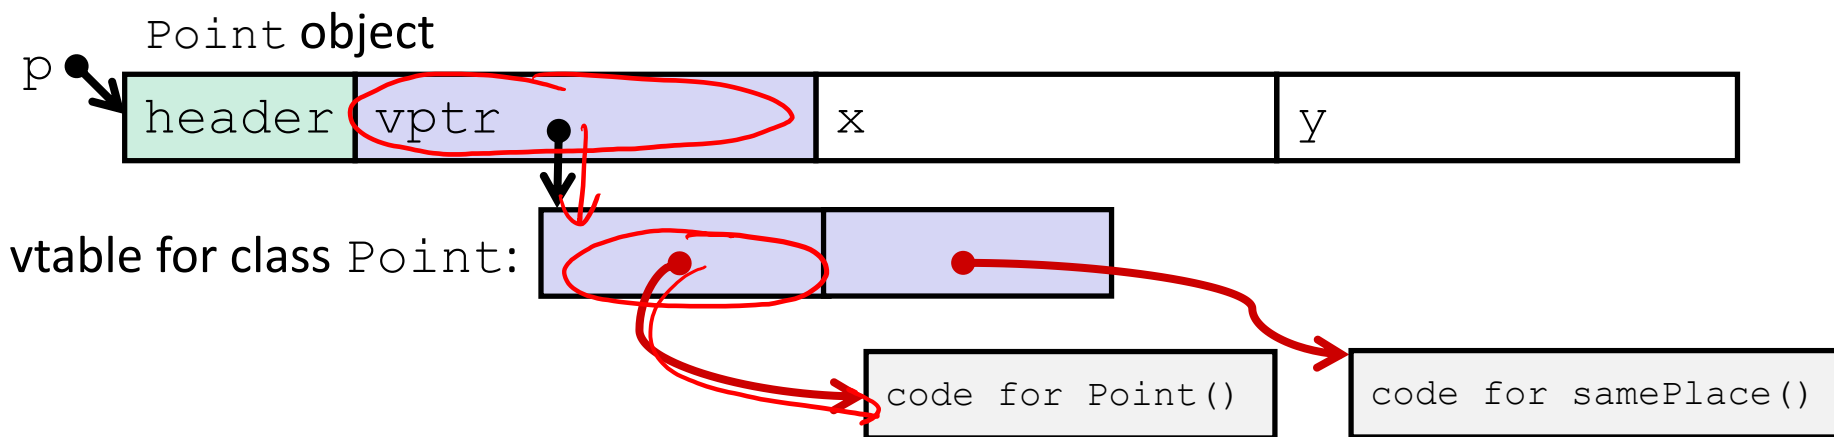 Point object
p
header vptr x y
vtable for class Point:
code for Point() code for samePlace()